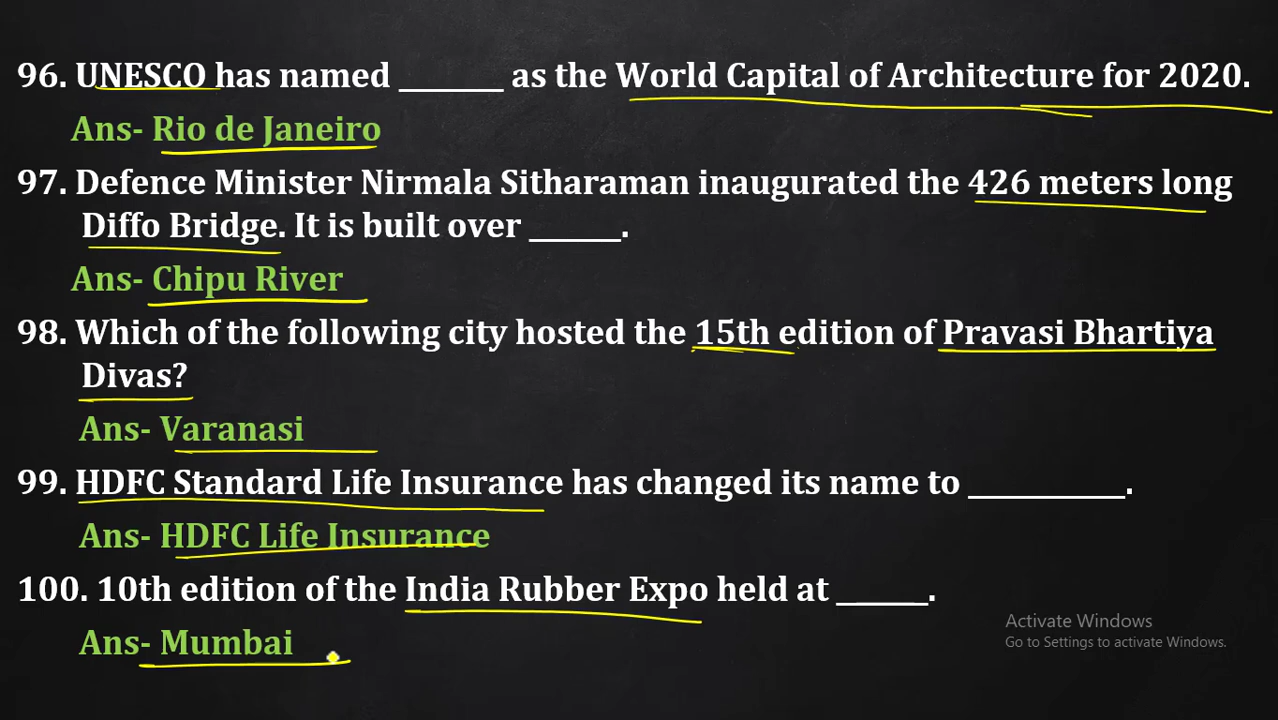 96. UNESCO has named _______ as the World Capital of Architecture for 2020.
Ans- Rio de Janeiro
97. Defence Minister Nirmala Sitharaman inaugurated the 426 meters long
Diffo Bridge. It is built over ______.
Ans- Chipu River
98. Which of the following city hosted the 15th edition of Pravasi Bhartiya
Divas?
Ans- Varanasi
99. HDFC Standard Life Insurance has changed its name to __________.
Ans- HDFC Life Insurance
100. 10th edition of the India Rubber Expo held at ______.
Ans- Mumbai
Activate Windows
Go to Settings to activate Windows.